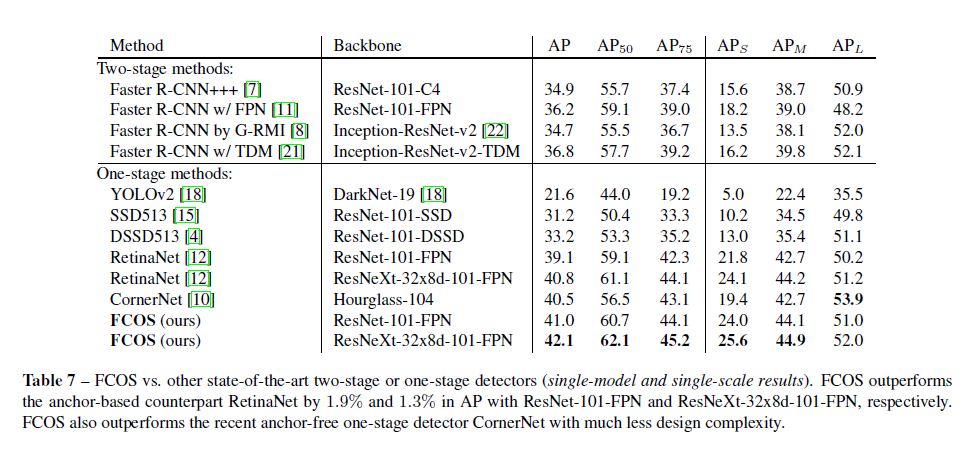 Method Backbone AP AP50 AP75 APS APM APL
Two-stage methods:
Faster R-CNN+++ [7] ResNet-101-C4 34.9 55.7 37.4 15.6 38.7 50.9
Faster R-CNN w/ FPN [11] ResNet-101-FPN 36.2 59.1 39.0 18.2 39.0 48.2
Faster R-CNN by G-RMI [8] Inception-ResNet-v2 [22] 34.7 55.5 36.7 13.5 38.1 52.0
Faster R-CNN w/ TDM [21] Inception-ResNet-v2-TDM 36.8 57.7 39.2 16.2 39.8 52.1
One-stage methods:
YOLOv2 [18] DarkNet-19 [18] 21.6 44.0 19.2 5.0 22.4 35.5
SSD513 [15] ResNet-101-SSD 31.2 50.4 33.3 10.2 34.5 49.8
DSSD513 [4] ResNet-101-DSSD 33.2 53.3 35.2 13.0 35.4 51.1
RetinaNet [12] ResNet-101-FPN 39.1 59.1 42.3 21.8 42.7 50.2
RetinaNet [12] ResNeXt-32x8d-101-FPN 40.8 61.1 44.1 24.1 44.2 51.2
CornerNet [10] Hourglass-104 40.5 56.5 43.1 19.4 42.7 53.9
FCOS (ours) ResNet-101-FPN 41.0 60.7 44.1 24.0 44.1 51.0
FCOS (ours) ResNeXt-32x8d-101-FPN 42.1 62.1 45.2 25.6 44.9 52.0
Table 7 – FCOS vs. other state-of-the-art two-stage or one-stage detectors (single-model and single-scale results). FCOS outperforms
the anchor-based counterpart RetinaNet by 1.9% and 1.3% in AP with ResNet-101-FPN and ResNeXt-32x8d-101-FPN, respectively.
FCOS also outperforms the recent anchor-free one-stage detector CornerNet with much less design complexity.